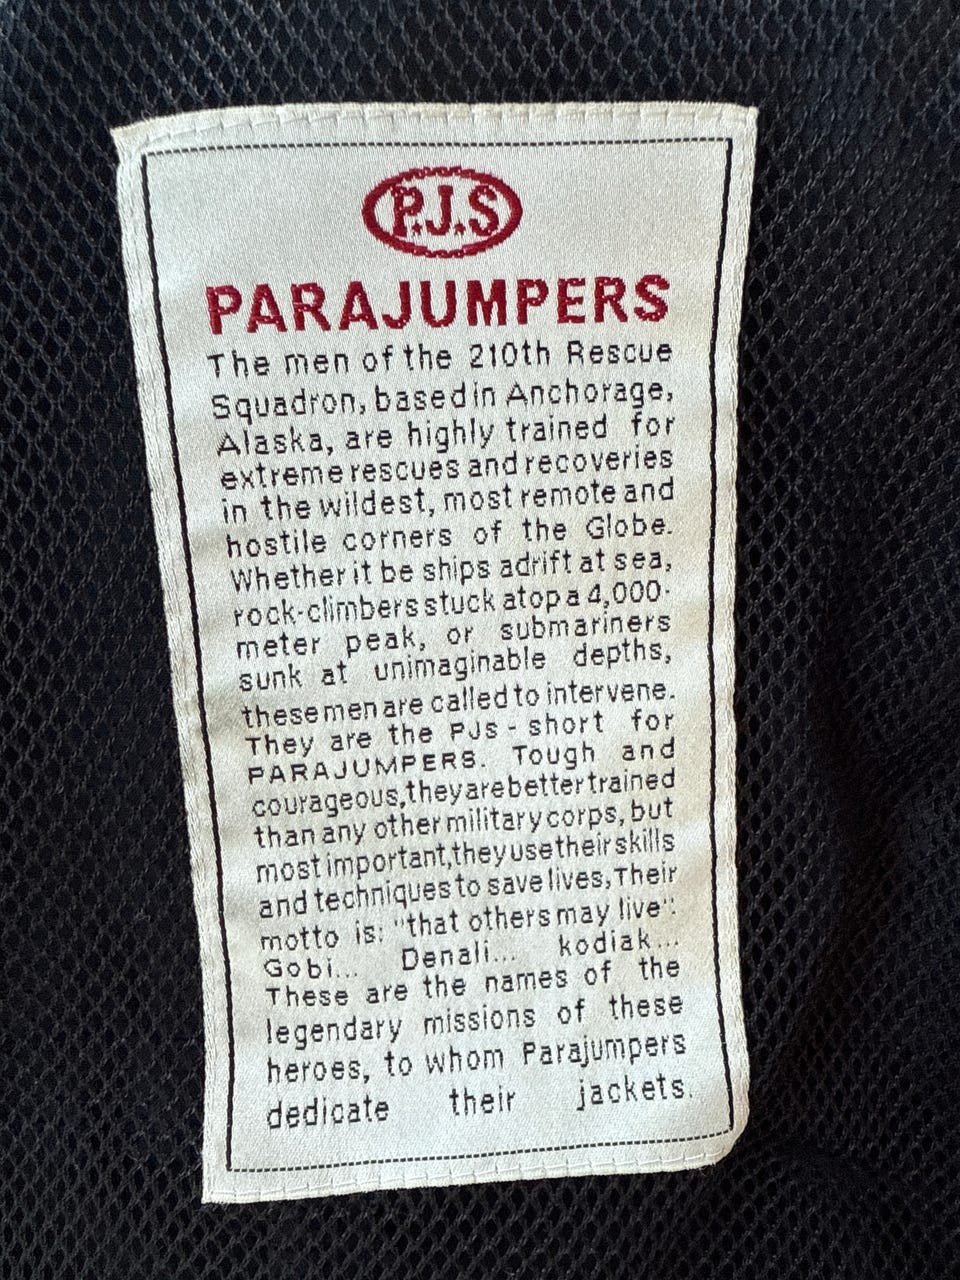 P.J.S
PARAJUMPERS
The men of the 210th Rescue
Squadron, based in Anchorage,
Alaska, are highly trained for
extreme rescues and recoveries
in the wildest, most remote and
hostile corners of the Globe.
Whether it be ships adrift at sea,
rock-climbers stuck atop a 4,000-
meter peak, or submariners
sunk at unimaginable depths,
these men are called to intervene.
They are the PJS - short for
PARAJUMPERS. Tough and
courageous, they are better trained
than any other military corps, but
most important, they use their skills
and techniques to save lives, Their
motto is: "that others may live".
Gobi... Denali... kodiak...
These are the names of the
legendary missions of these
heroes, to whom Parajumpers
dedicate their jackets.